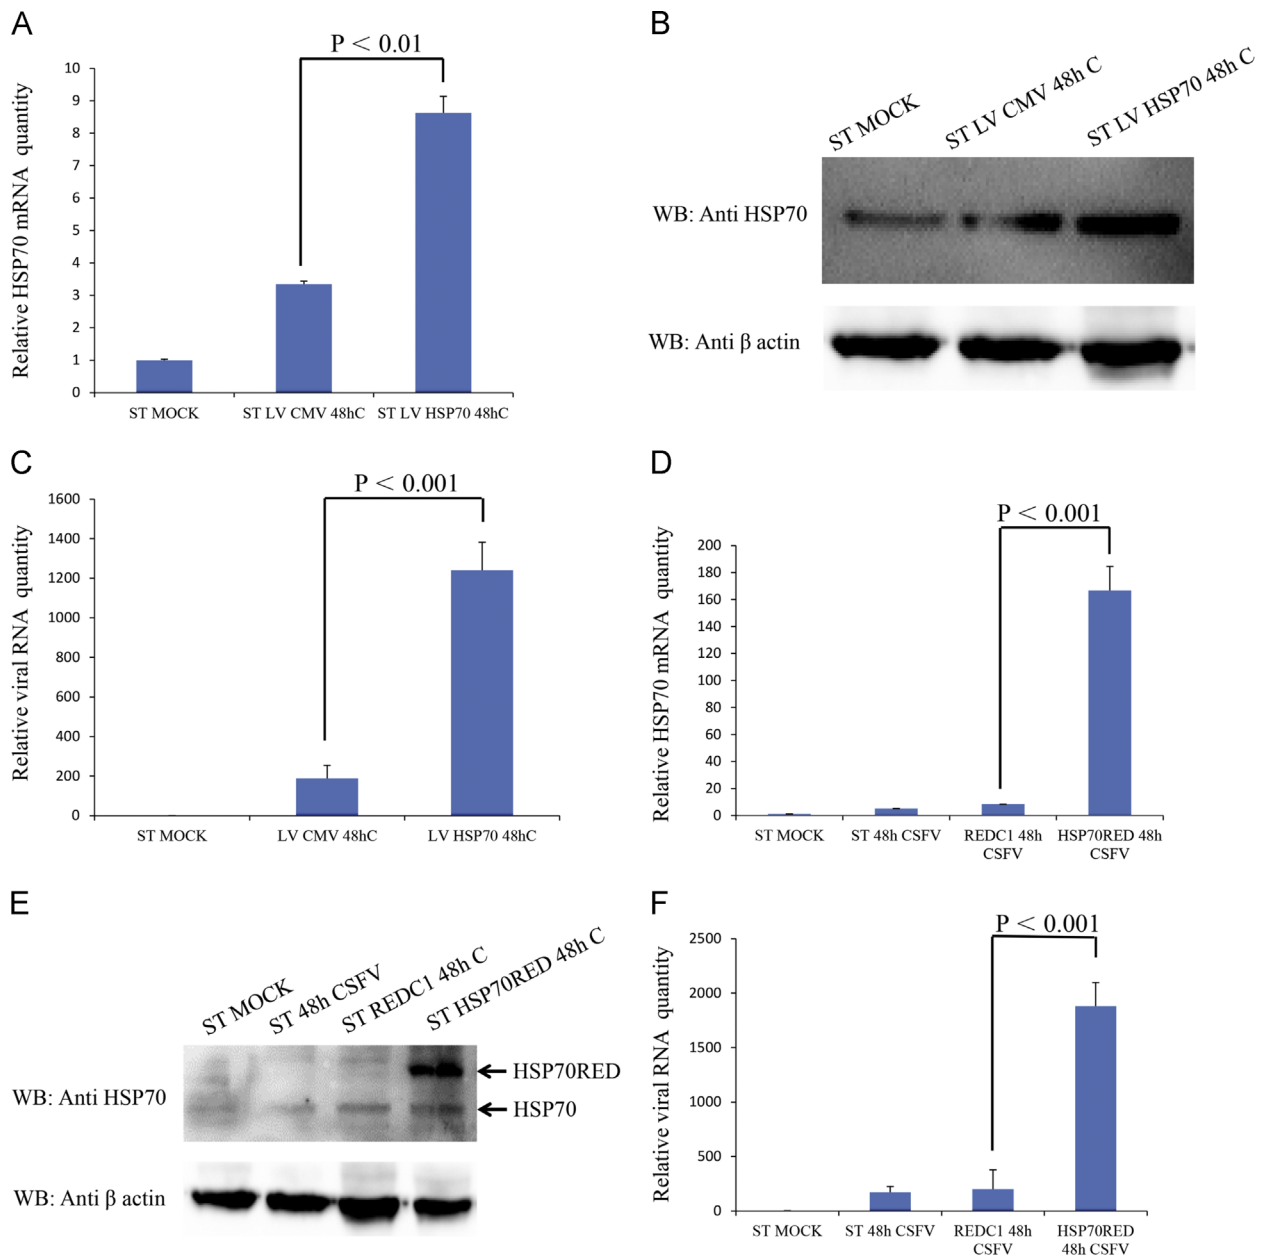 A
P < 0.01
Relative HSP70 mRNA quantity
10
9
8
7
6
5
4
3
2
1
0
ST MOCK
ST LV CMV 48hC
ST LV HSP70 48hC
B
ST MOCK
ST LV CMV 48h C
ST LV HSP70 48h C
WB: Anti HSP70
WB: Anti β actin
C
P < 0.001
Relative viral RNA quantity
1600
1400
1200
1000
800
600
400
200
0
ST MOCK
LV CMV 48hC
LV HSP70 48hC
D
P < 0.001
Relative HSP70 mRNA quantity
200
180
160
140
120
100
80
60
40
20
0
ST MOCK
ST 48h CSFV
REDC1 48h
CSFV
HSP70RED 48h
CSFV
E
ST MOCK
ST 48h CSFV
ST REDC1 48h C
ST HSP70RED 48h C
WB: Anti HSP70
HSP70RED
HSP70
WB: Anti β actin
F
P < 0.001
Relative viral RNA quantity
2500
2000
1500
1000
500
0
ST MOCK
ST 48h CSFV
REDC1 48h
CSFV
HSP70RED
48h CSFV